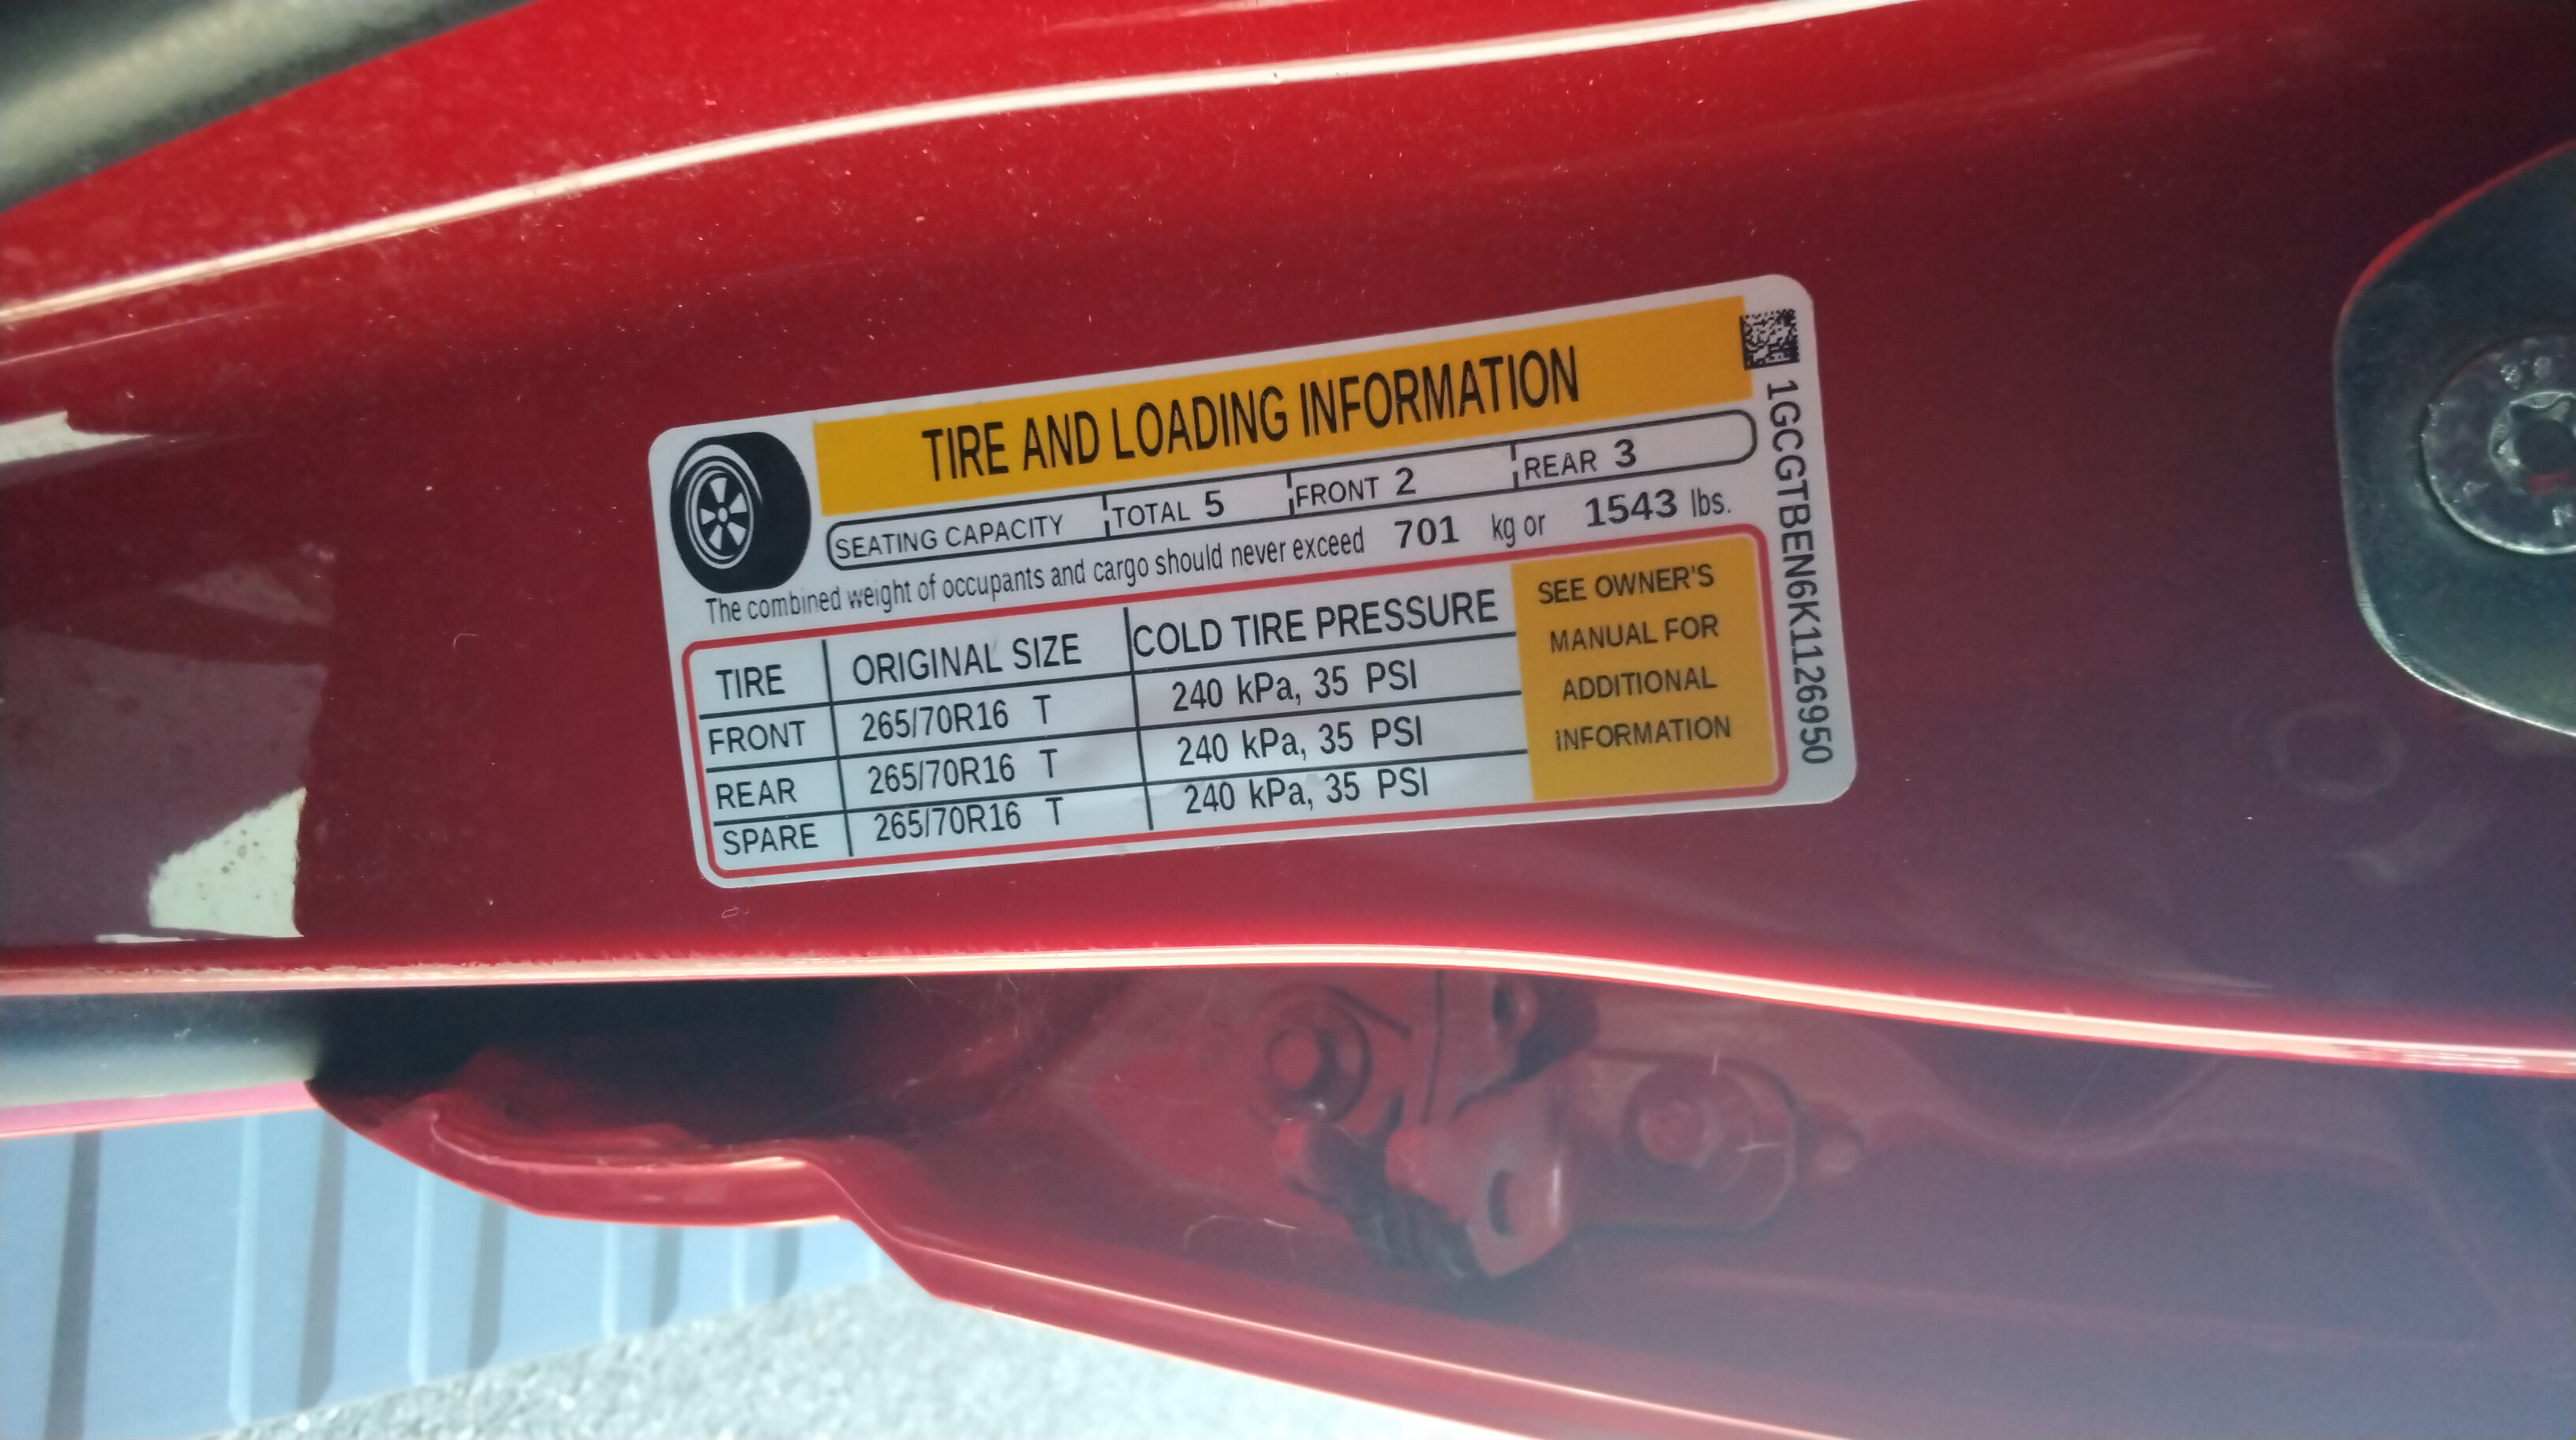 TIRE AND LOADING INFORMATION
SEATING CAPACITY TOTAL 5 FRONT 2 REAR 3
The combined weight of occupants and cargo should never exceed 701 kg or 1543 lbs.
TIRE ORIGINAL SIZE COLD TIRE PRESSURE
FRONT 265/70R16 T 240 kPa, 35 PSI
REAR 265/70R16 T 240 kPa, 35 PSI
SPARE 265/70R16 T 240 kPa, 35 PSI
SEE OWNER'S
MANUAL FOR
ADDITIONAL
INFORMATION
1GCGTBEN6K1126950